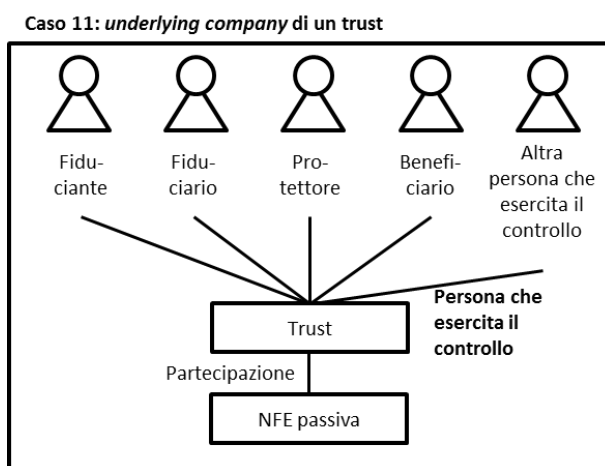 Caso 11: underlying company di un trust
Fidu-
ciante
Fidu-
ciario
Pro-
tettore
Benefi-
ciario
Altra
persona che
esercita il
controllo
Trust
Persona che
esercita il
controllo
Partecipazione
NFE passiva